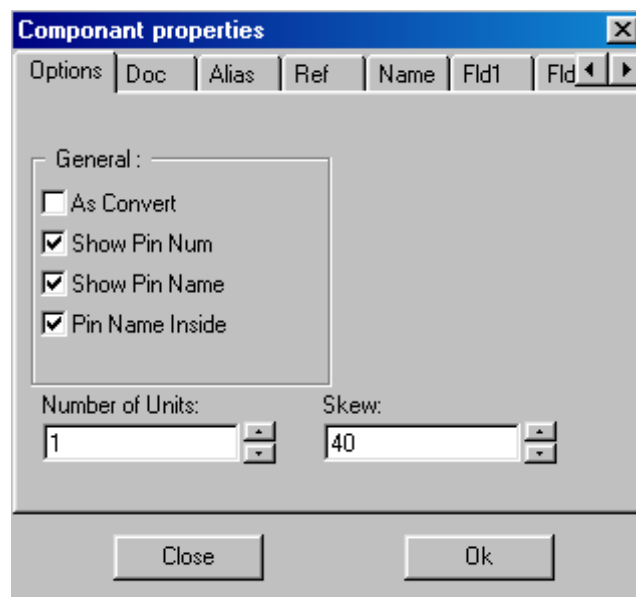 Componant properties
Options Doc Alias Ref Name Fld1 Fld
General :
As Convert
Show Pin Num
Show Pin Name
Pin Name Inside
Number of Units: Skew:
1 40
Close Ok